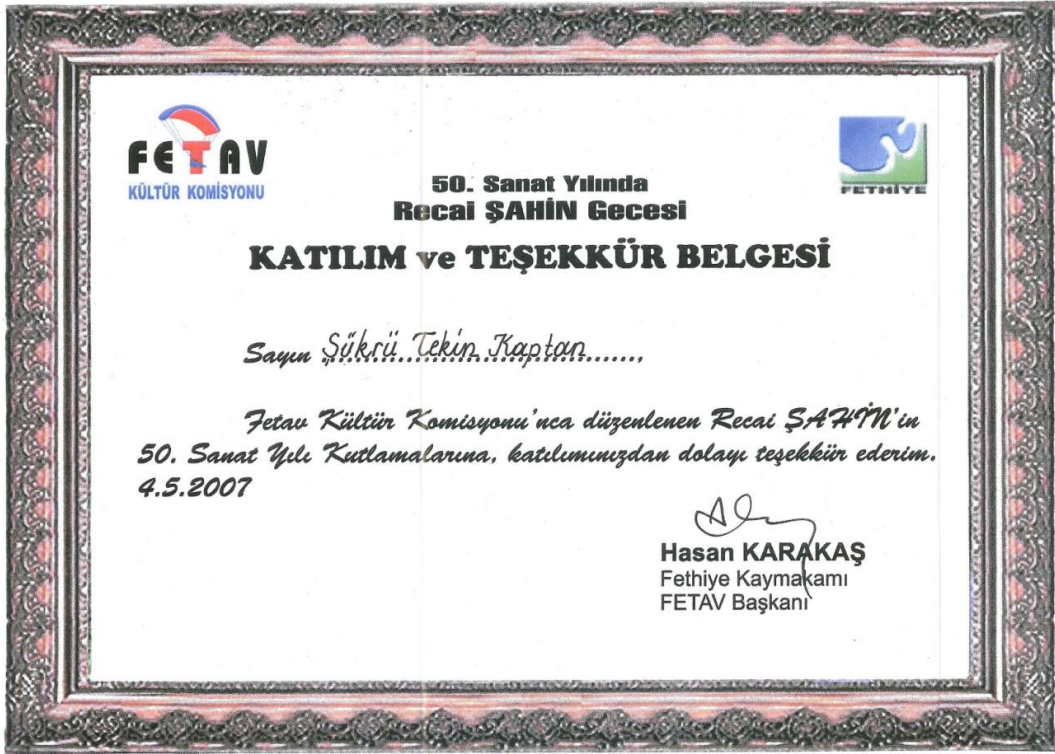 FETAV
KÜLTÜR KOMİSYONU
FETHİYE
50. Sanat Yılında
Recai ŞAHİN Gecesi
KATILIM ve TEŞEKKÜR BELGESİ
Sayın Şükrü Tekin Kaptan......,
Fetav Kültür Komisyonu'nca düzenlenen Recai ŞAHİN'in
50. Sanat Yılı Kutlamalarına, katılımınızdan dolayı teşekkür ederim.
4.5.2007
Hasan KARAKAŞ
Fethiye Kaymakamı
FETAV Başkanı